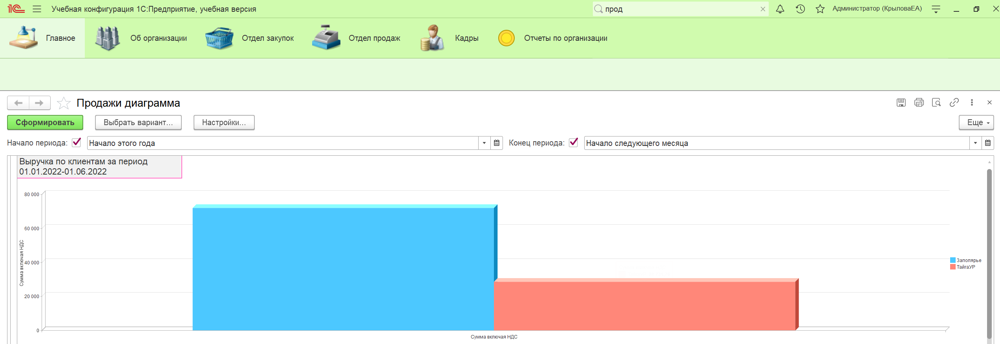 1С Учебная конфигурация 1С:Предприятие, учебная версия прод Администратор (КрыловаЕА)
Главное Об организации Отдел закупок Отдел продаж Кадры Отчеты по организации
Продажи диаграмма
Сформировать Выбрать вариант... Настройки... Еще
Начало периода: Начало этого года Конец периода: Начало следующего месяца
Выручка по клиентам за период
01.01.2022-01.06.2022
80 000
60 000
40 000
20 000
0
Сумма включая НДС
Сумма включая НДС
Заполярье
ТайгаУР